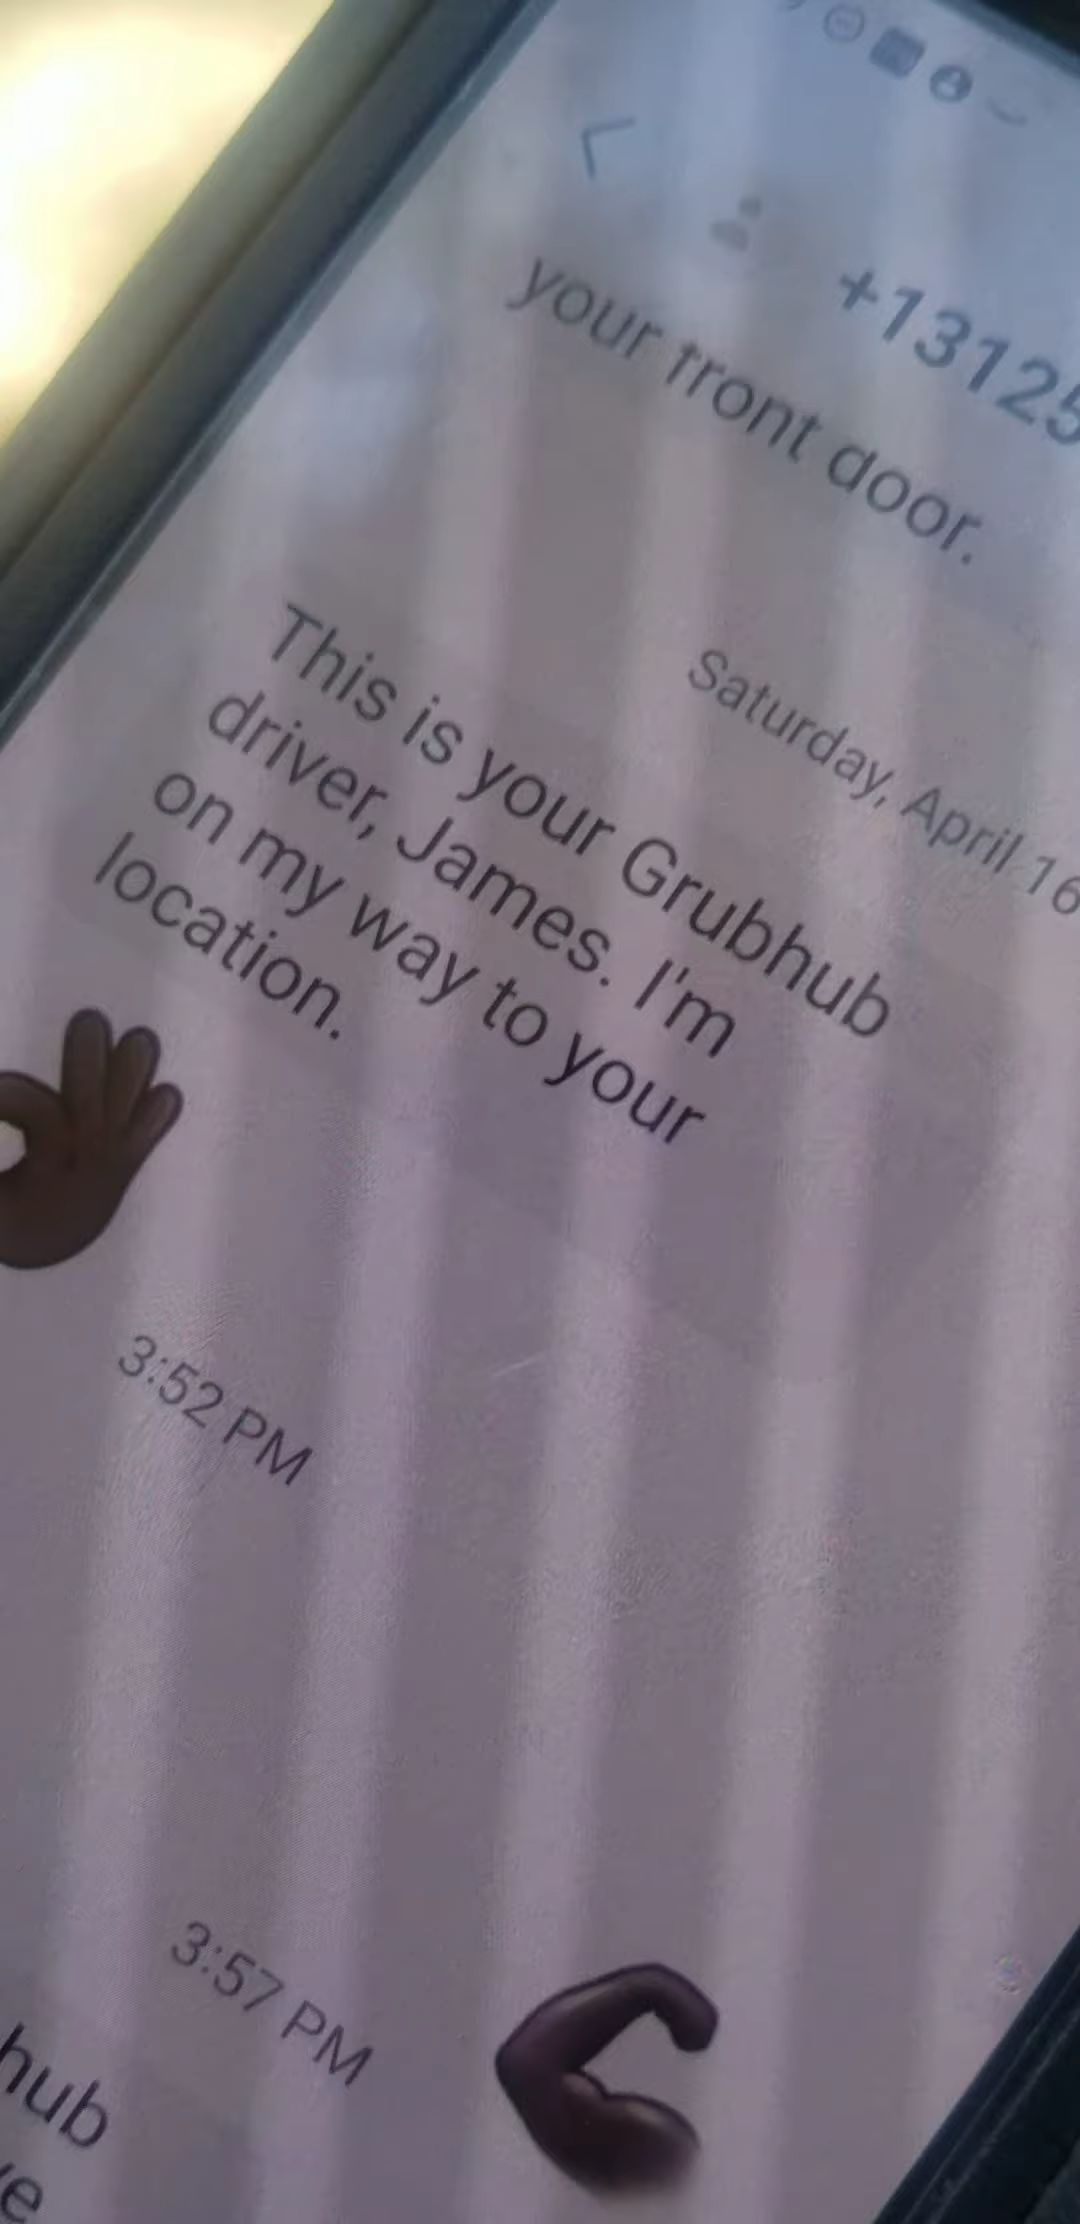 +13125
your front door.
Saturday, April 16
This is your Grubhub
driver, James. I'm
on my way to your
location.
3:52 PM
3:57 PM
hub